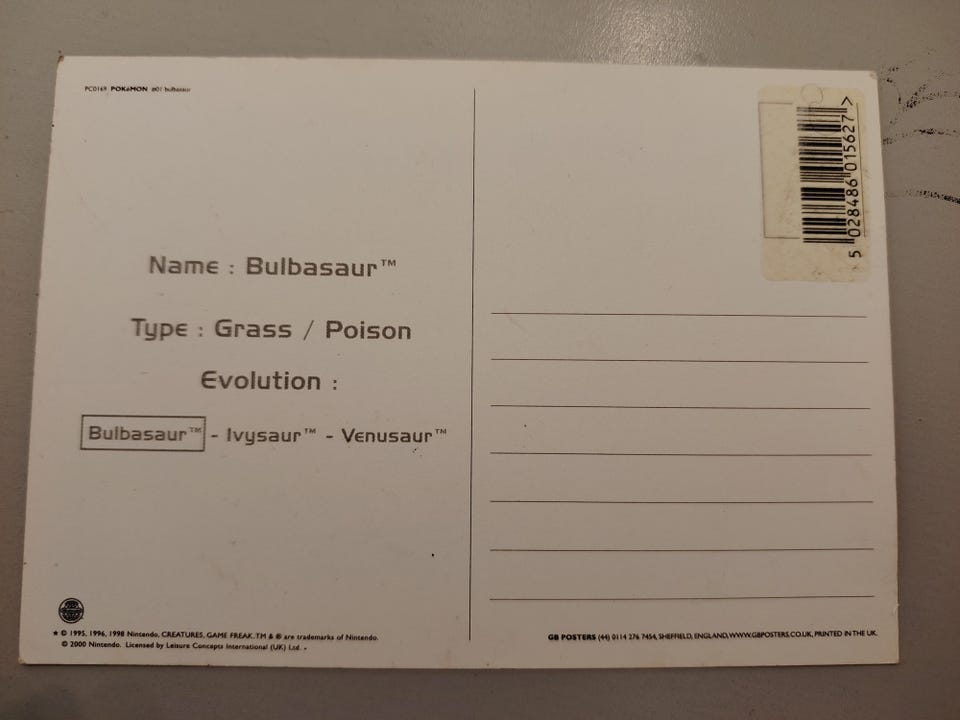 PC0169 POKéMON #01 bulbasaur
Name : Bulbasaur™
Type : Grass / Poison
Evolution :
Bulbasaur™ - Ivysaur™ - Venusaur™
★ © 1995, 1996, 1998 Nintendo, CREATURES, GAME FREAK. TM & ® are trademarks of Nintendo.
© 2000 Nintendo. Licensed by Leisure Concepts International (UK) Ltd.
5 028486 015627 >
GB POSTERS (44) 0114 276 7454, SHEFFIELD, ENGLAND, WWW.GBPOSTERS.CO.UK, PRINTED IN THE UK.